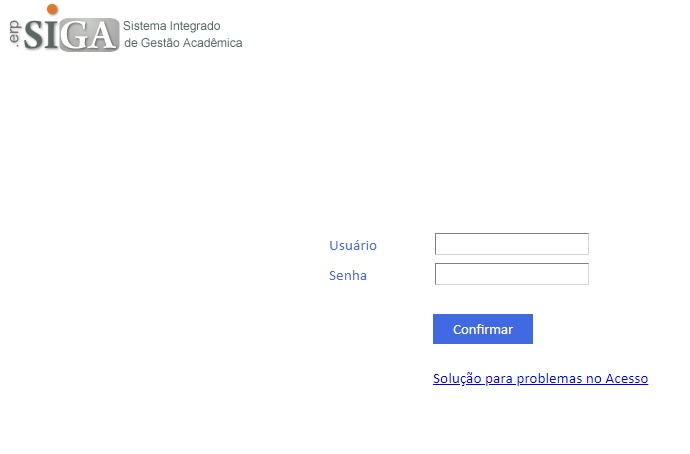 .erp SIGA Sistema Integrado
de Gestão Acadêmica
Usuário
Senha
Confirmar
Solução para problemas no Acesso